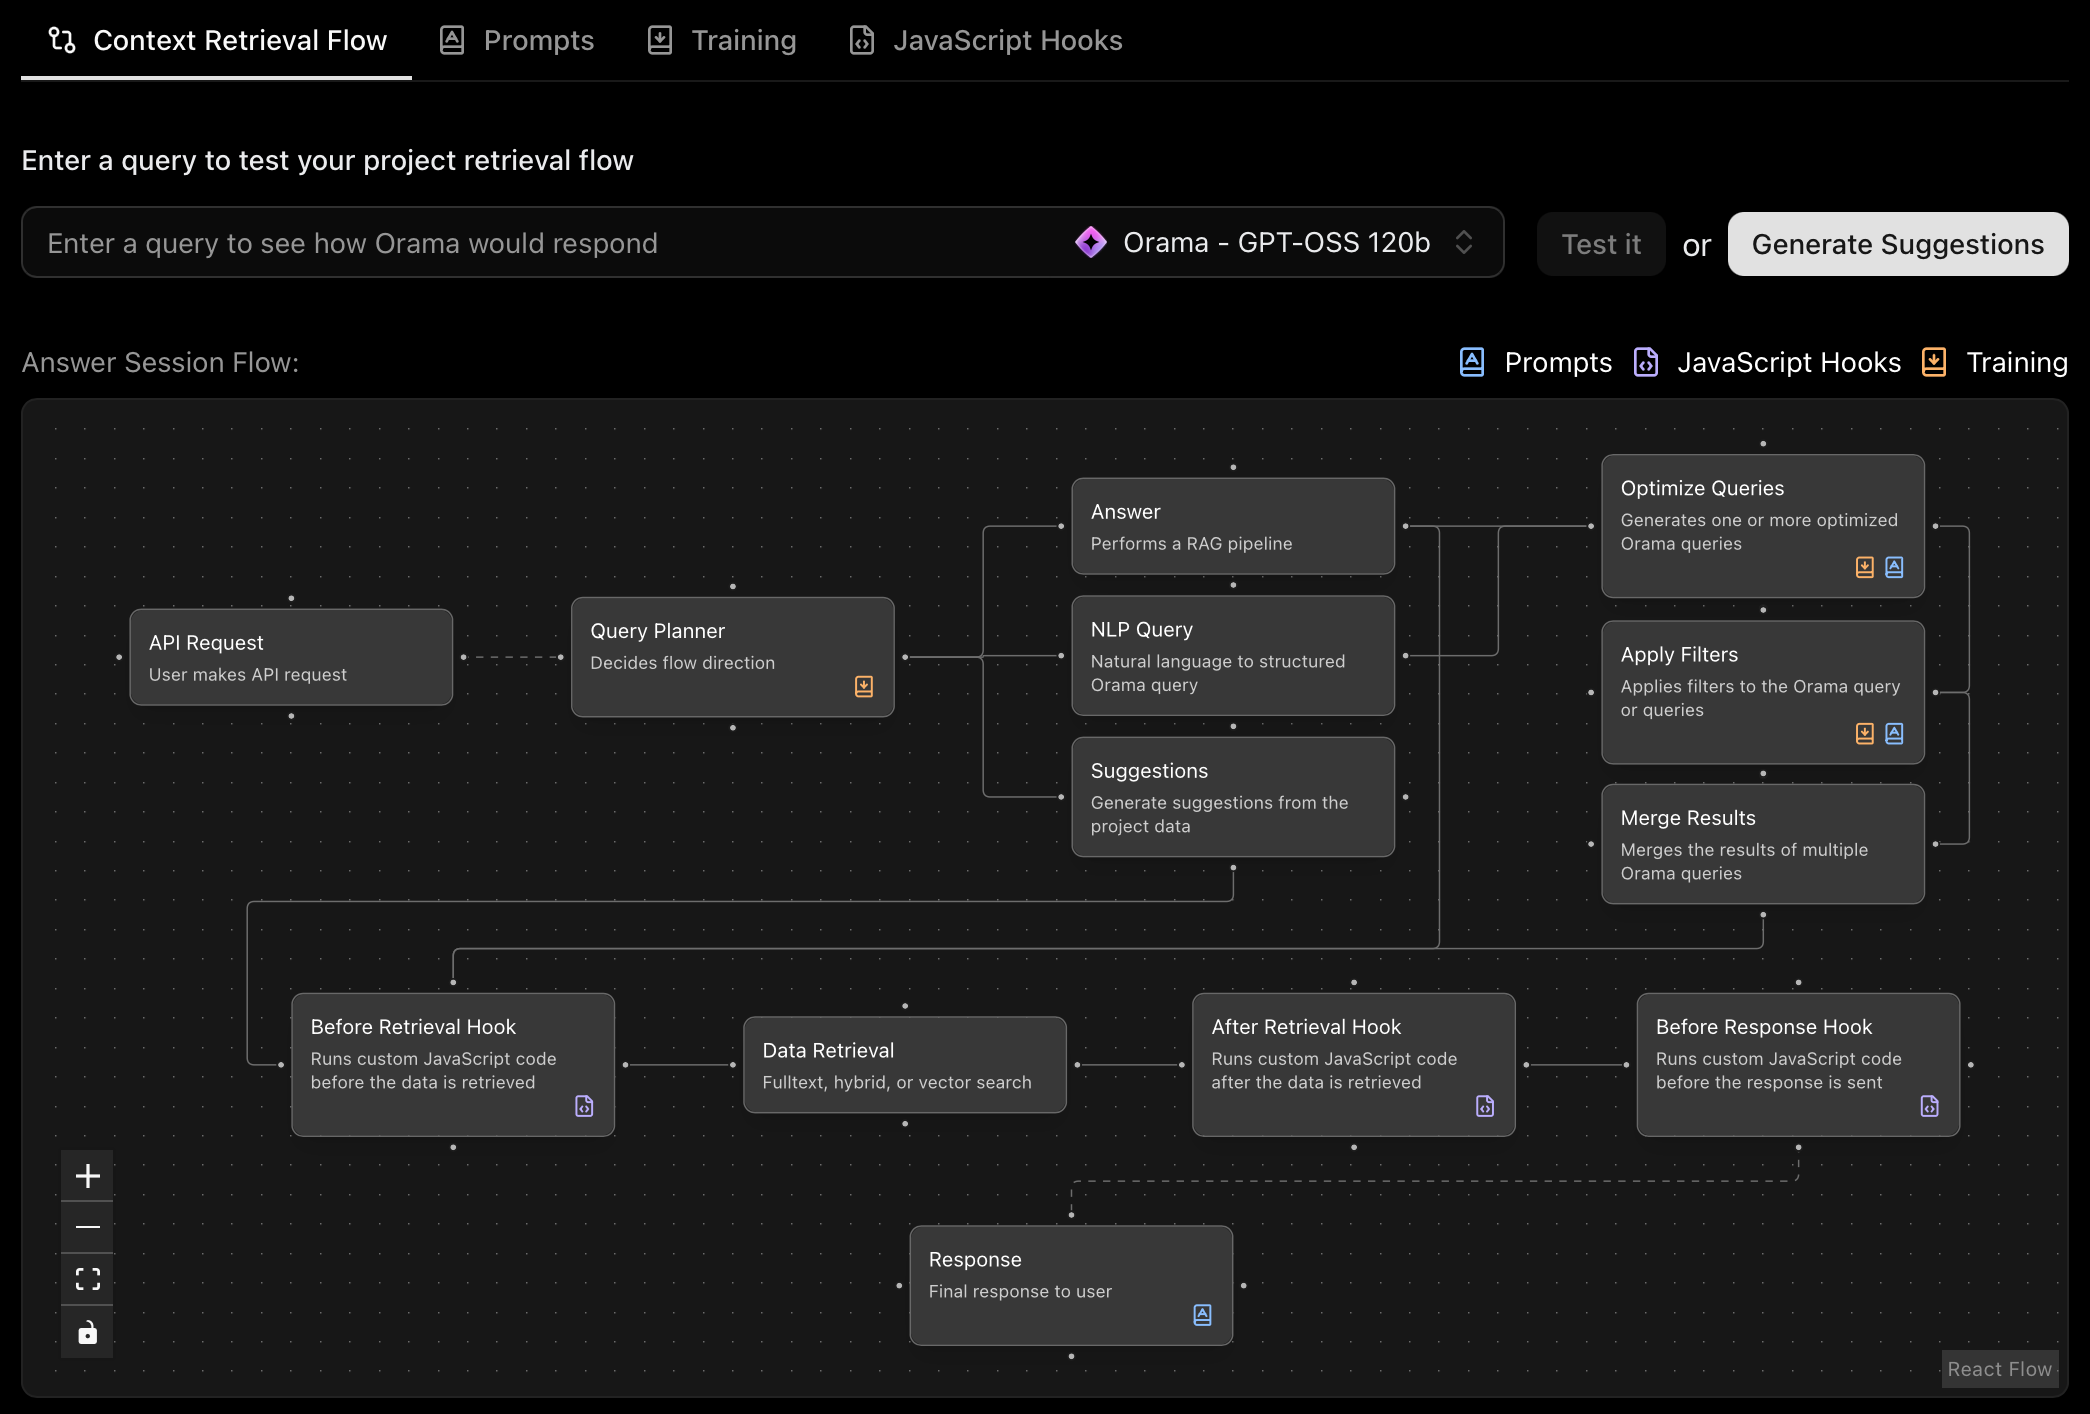 Context Retrieval Flow
Prompts
Training
JavaScript Hooks
Enter a query to test your project retrieval flow
Enter a query to see how Orama would respond
Orama - GPT-OSS 120b
Test it
or
Generate Suggestions
Answer Session Flow:
Prompts
JavaScript Hooks
Training
API Request
User makes API request
Query Planner
Decides flow direction
Answer
Performs a RAG pipeline
NLP Query
Natural language to structured
Orama query
Suggestions
Generate suggestions from the
project data
Optimize Queries
Generates one or more optimized
Orama queries
Apply Filters
Applies filters to the Orama query
or queries
Merge Results
Merges the results of multiple
Orama queries
Before Retrieval Hook
Runs custom JavaScript code
before the data is retrieved
Data Retrieval
Fulltext, hybrid, or vector search
After Retrieval Hook
Runs custom JavaScript code
after the data is retrieved
Before Response Hook
Runs custom JavaScript code
before the response is sent
Response
Final response to user
React Flow